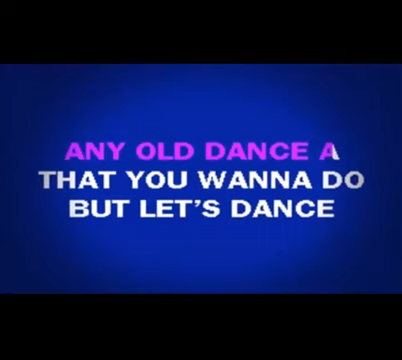 ANY OLD DANCE A
THAT YOU WANNA DO
BUT LET'S DANCE